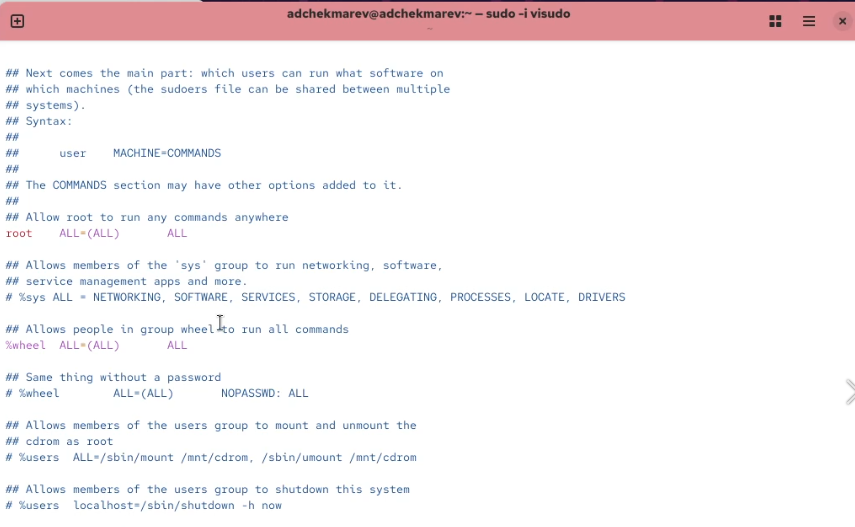 adchekmarev@adchekmarev:~ — sudo -i visudo
~
## Next comes the main part: which users can run what software on
## which machines (the sudoers file can be shared between multiple
## systems).
## Syntax:
##
##      user    MACHINE=COMMANDS
##
## The COMMANDS section may have other options added to it.
##
## Allow root to run any commands anywhere
root    ALL=(ALL)       ALL
## Allows members of the 'sys' group to run networking, software,
## service management apps and more.
# %sys ALL = NETWORKING, SOFTWARE, SERVICES, STORAGE, DELEGATING, PROCESSES, LOCATE, DRIVERS
## Allows people in group wheel to run all commands
%wheel  ALL=(ALL)       ALL
## Same thing without a password
# %wheel        ALL=(ALL)       NOPASSWD: ALL
## Allows members of the users group to mount and unmount the
## cdrom as root
# %users  ALL=/sbin/mount /mnt/cdrom, /sbin/umount /mnt/cdrom
## Allows members of the users group to shutdown this system
# %users  localhost=/sbin/shutdown -h now